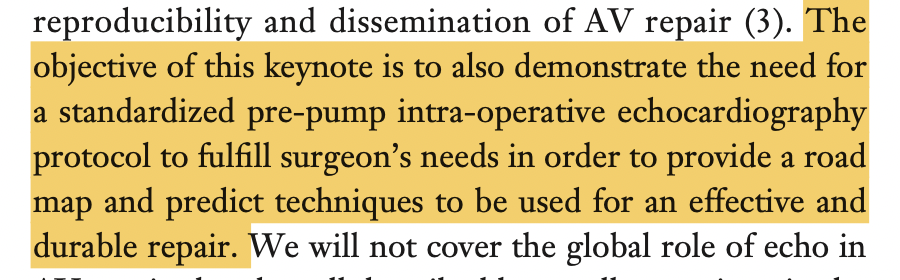 reproducibility and dissemination of AV repair (3). The
objective of this keynote is to also demonstrate the need for
a standardized pre-pump intra-operative echocardiography
protocol to fulfill surgeon’s needs in order to provide a road
map and predict techniques to be used for an effective and
durable repair. We will not cover the global role of echo in